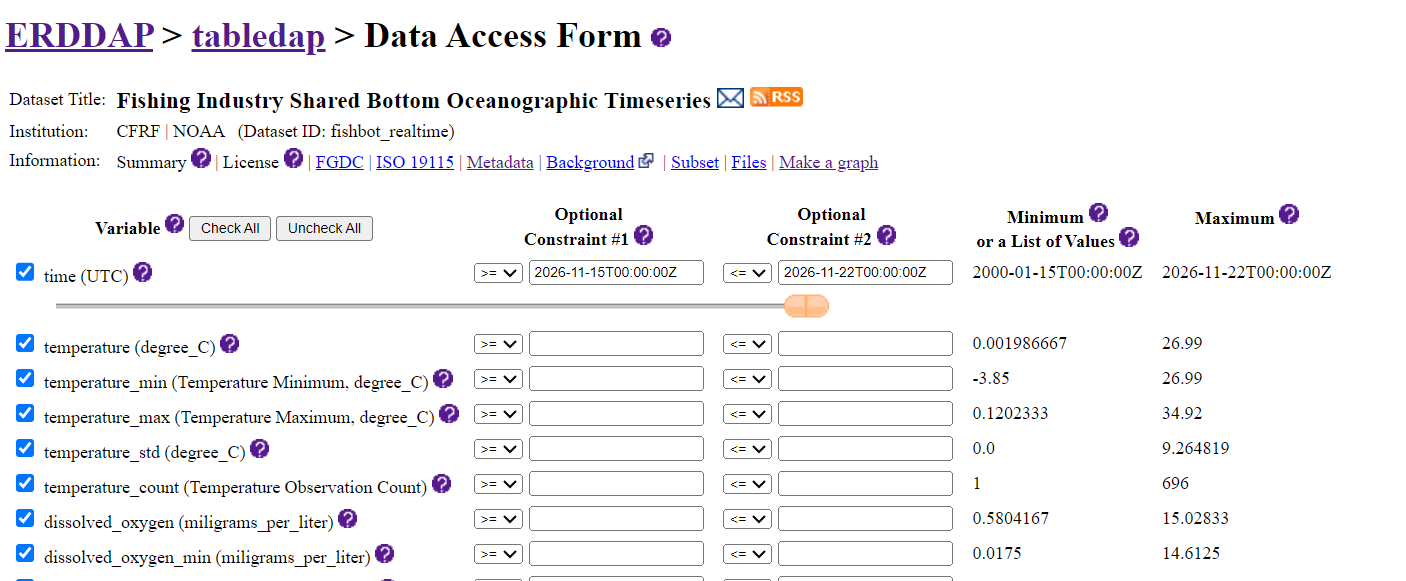 ERDDAP > tabledap > Data Access Form ?
Dataset Title: Fishing Industry Shared Bottom Oceanographic Timeseries RSS
Institution: CFRF | NOAA (Dataset ID: fishbot_realtime)
Information: Summary ? | License ? | FGDC | ISO 19115 | Metadata | Background | Subset | Files | Make a graph
Variable ? Check All Uncheck All Optional Constraint #1 ? Optional Constraint #2 ? Minimum ? or a List of Values ? Maximum ?
time (UTC) ? >= 2026-11-15T00:00:00Z <= 2026-11-22T00:00:00Z 2000-01-15T00:00:00Z 2026-11-22T00:00:00Z
temperature (degree_C) ? >= <= 0.001986667 26.99
temperature_min (Temperature Minimum, degree_C) ? >= <= -3.85 26.99
temperature_max (Temperature Maximum, degree_C) ? >= <= 0.1202333 34.92
temperature_std (degree_C) ? >= <= 0.0 9.264819
temperature_count (Temperature Observation Count) ? >= <= 1 696
dissolved_oxygen (miligrams_per_liter) ? >= <= 0.5804167 15.02833
dissolved_oxygen_min (miligrams_per_liter) ? >= <= 0.0175 14.6125